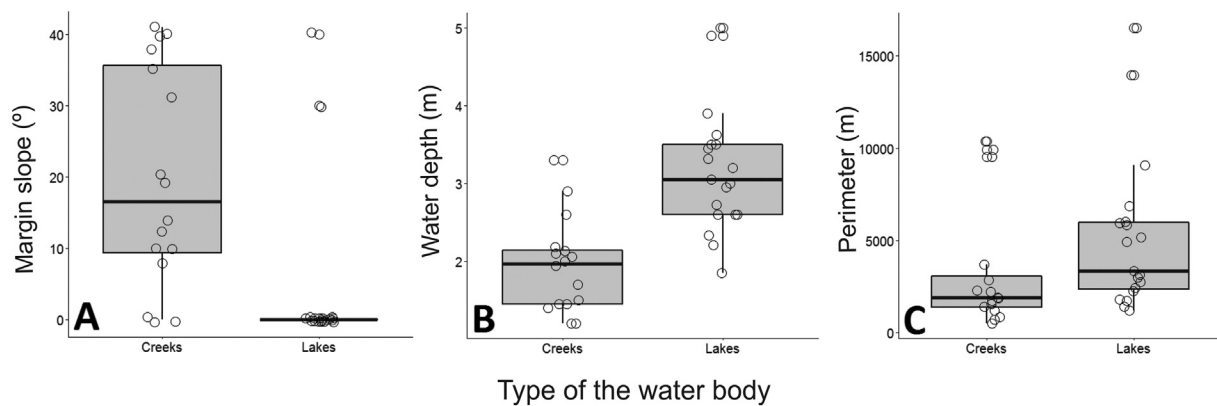 Margin slope (º)
40
30
20
10
0
A
Creeks
Lakes
Water depth (m)
5
4
3
2
B
Creeks
Lakes
Perimeter (m)
15000
10000
5000
0
C
Creeks
Lakes
Type of the water body